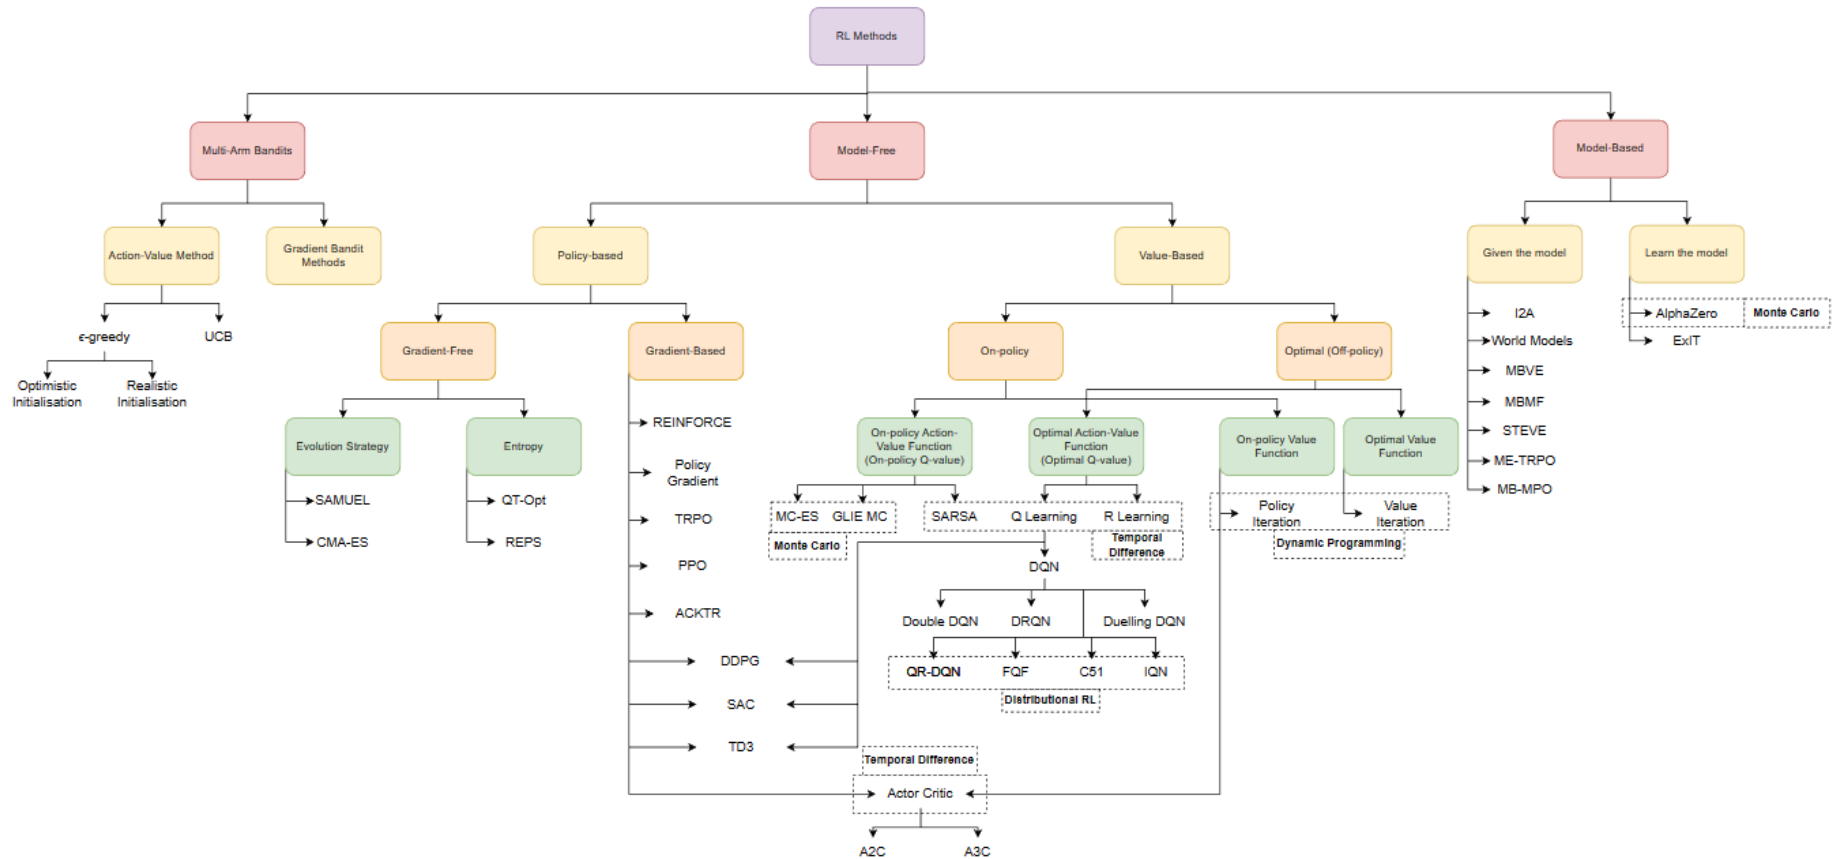 RL Methods
Multi-Arm Bandits
Model-Free
Model-Based
Action-Value Method
Gradient Bandit
Methods
Policy-based
Value-Based
Given the model
Learn the model
ϵ-greedy
UCB
Optimistic
Initialisation
Realistic
Initialisation
Gradient-Free
Gradient-Based
On-policy
Optimal (Off-policy)
I2A
World Models
MBVE
MBMF
STEVE
ME-TRPO
MB-MPO
AlphaZero
Monte Carlo
ExIT
Evolution Strategy
Entropy
SAMUEL
CMA-ES
QT-Opt
REPS
REINFORCE
Policy
Gradient
TRPO
PPO
ACKTR
DDPG
SAC
TD3
On-policy Action-
Value Function
(On-policy Q-value)
Optimal Action-Value
Function
(Optimal Q-value)
On-policy Value
Function
Optimal Value
Function
MC-ES
GLIE MC
Monte Carlo
SARSA
Q Learning
R Learning
Temporal
Difference
Policy
Iteration
Value
Iteration
Dynamic Programming
DQN
Double DQN
DRQN
Duelling DQN
QR-DQN
FQF
C51
IQN
Distributional RL
Temporal Difference
Actor Critic
A2C
A3C